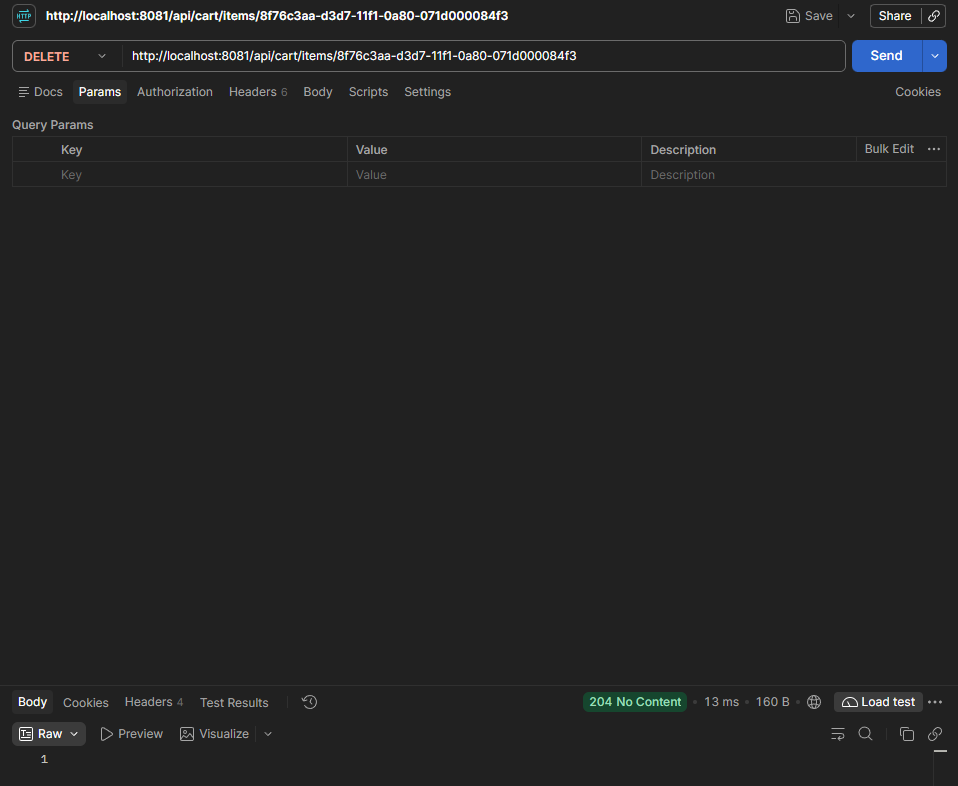 HTTP http://localhost:8081/api/cart/items/8f76c3aa-d3d7-11f1-0a80-071d000084f3 Save Share
DELETE http://localhost:8081/api/cart/items/8f76c3aa-d3d7-11f1-0a80-071d000084f3 Send
Docs Params Authorization Headers 6 Body Scripts Settings Cookies
Query Params
Key Value Description Bulk Edit
Key Value Description
Body Cookies Headers 4 Test Results 204 No Content 13 ms 160 B Load test
Raw Preview Visualize
1